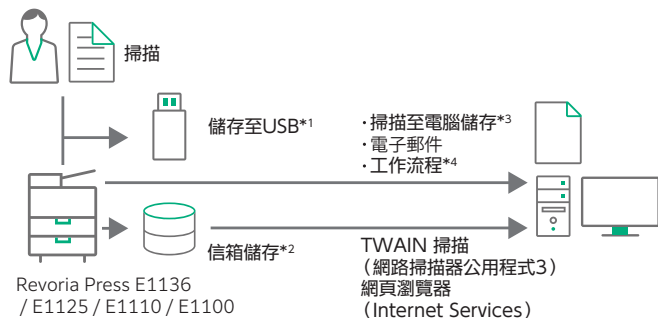 掃描
儲存至USB*1
・掃描至電腦儲存*3
・電子郵件
・工作流程*4
信箱儲存*2
TWAIN 掃描
（網路掃描器公用程式3）
網頁瀏覽器
（Internet Services）
Revoria Press E1136
/ E1125 / E1110 / E1100